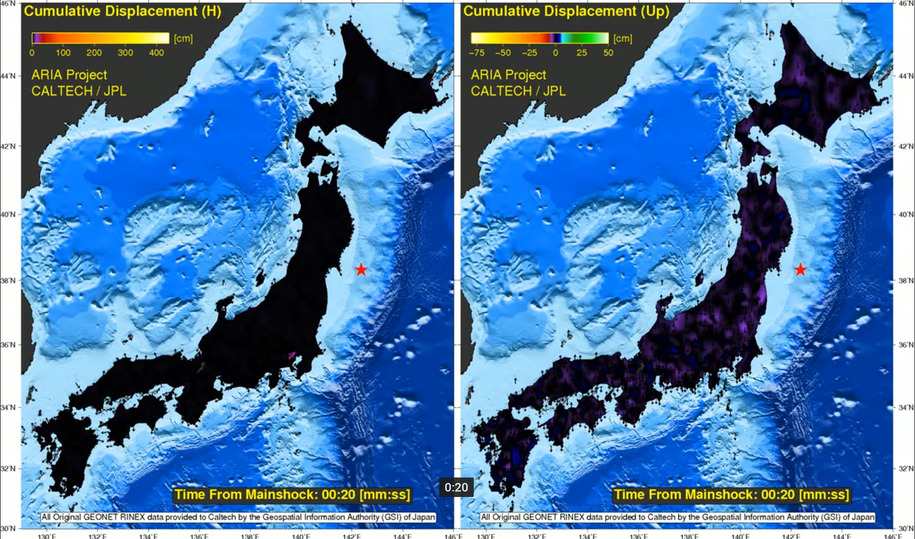 Cumulative Displacement (H)
[cm]
0 100 200 300 400
ARIA Project
CALTECH / JPL
44°N
42°N
40°N
38°N
36°N
34°N
32°N
30°N
Time From Mainshock: 00:20 [mm:ss]
All Original GEONET RINEX data provided to Caltech by the Geospatial Information Authority (GSI) of Japan
130°E 132°E 134°E 136°E 138°E 140°E 142°E 144°E 146°E
0:20
Cumulative Displacement (Up)
[cm]
-75 -50 -25 0 25 50
ARIA Project
CALTECH / JPL
46°N
44°N
42°N
40°N
38°N
36°N
34°N
32°N
30°N
Time From Mainshock: 00:20 [mm:ss]
All Original GEONET RINEX data provided to Caltech by the Geospatial Information Authority (GSI) of Japan
130°E 132°E 134°E 136°E 138°E 140°E 142°E 144°E